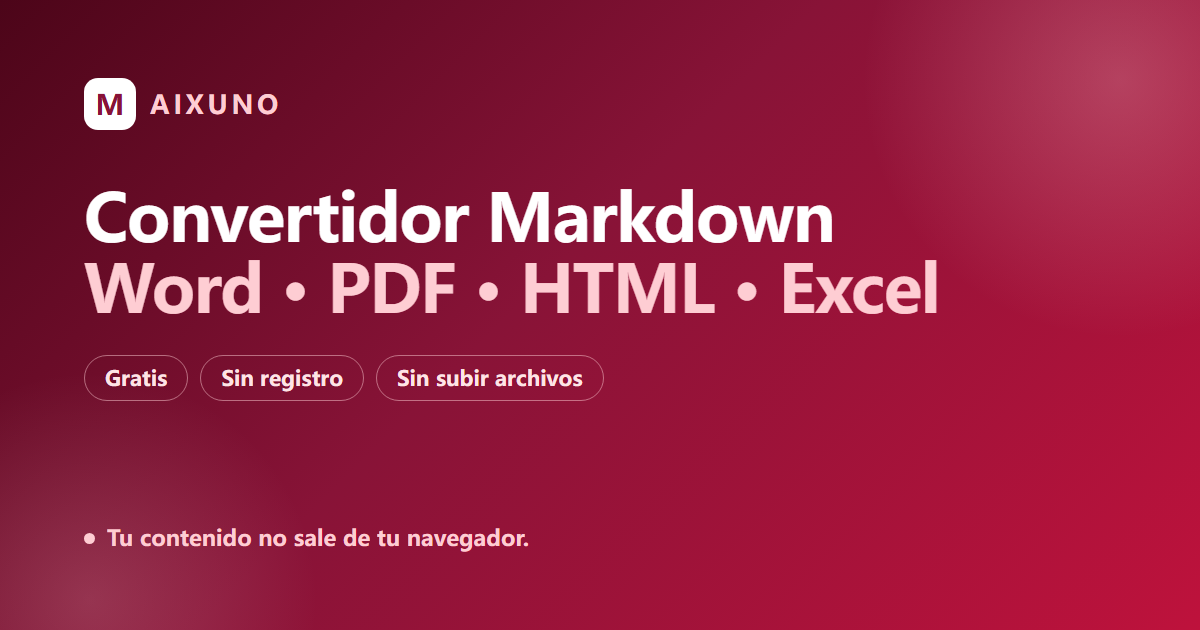 M AIXUNO
Convertidor Markdown
Word • PDF • HTML • Excel
Gratis Sin registro Sin subir archivos
• Tu contenido no sale de tu navegador.